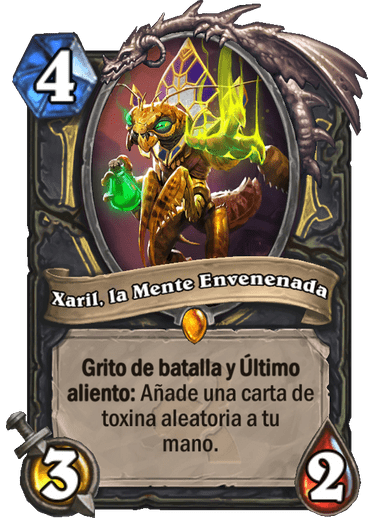 4
Xaril, la Mente Envenenada
Grito de batalla y Último
aliento: Añade una carta de
toxina aleatoria a tu
mano.
3
2